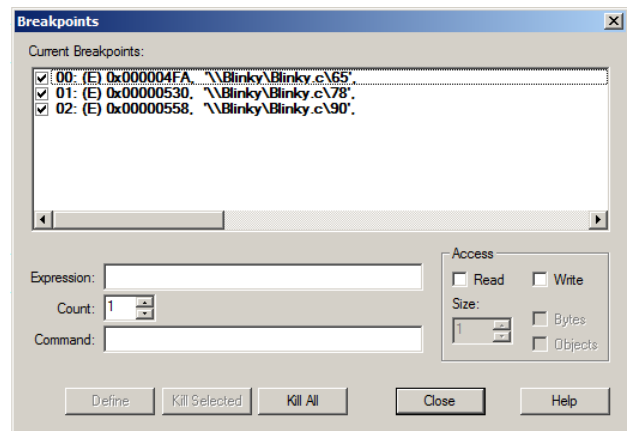 Breakpoints
Current Breakpoints:
00: (E) 0x000004FA, '\\Blinky\Blinky.c\65',
01: (E) 0x00000530, '\\Blinky\Blinky.c\78',
02: (E) 0x00000558, '\\Blinky\Blinky.c\90',
Access
Expression:
Read Write
Count: 1
Size:
1
Bytes
Command:
Objects
Define Kill Selected Kill All Close Help